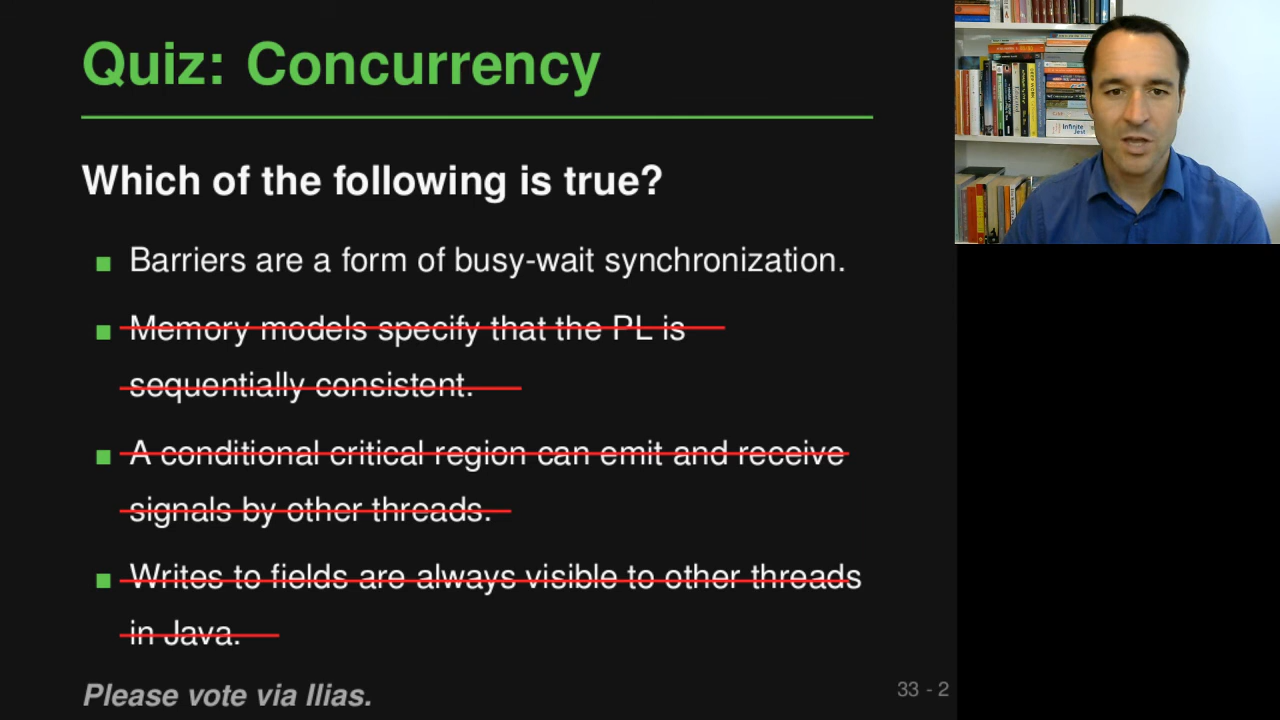 Quiz: Concurrency
Which of the following is true?
Barriers are a form of busy-wait synchronization.
Memory models specify that the PL is
sequentially consistent.
A conditional critical region can emit and receive
signals by other threads.
Writes to fields are always visible to other threads
in Java.
Please vote via Ilias.
33 - 2
Infinite
Jest